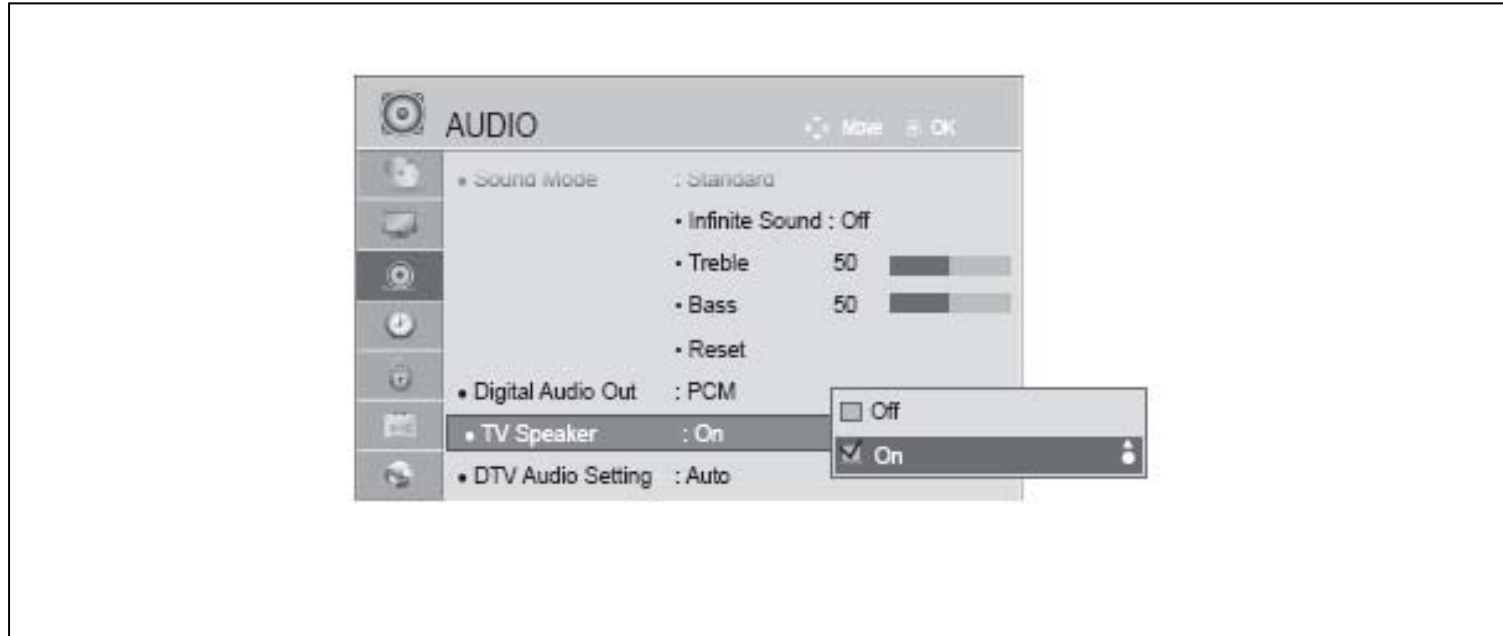 AUDIO Move OK
• Sound Mode : Standard
• Infinite Sound : Off
• Treble 50
• Bass 50
• Reset
• Digital Audio Out : PCM
Off
• TV Speaker : On
On
• DTV Audio Setting : Auto